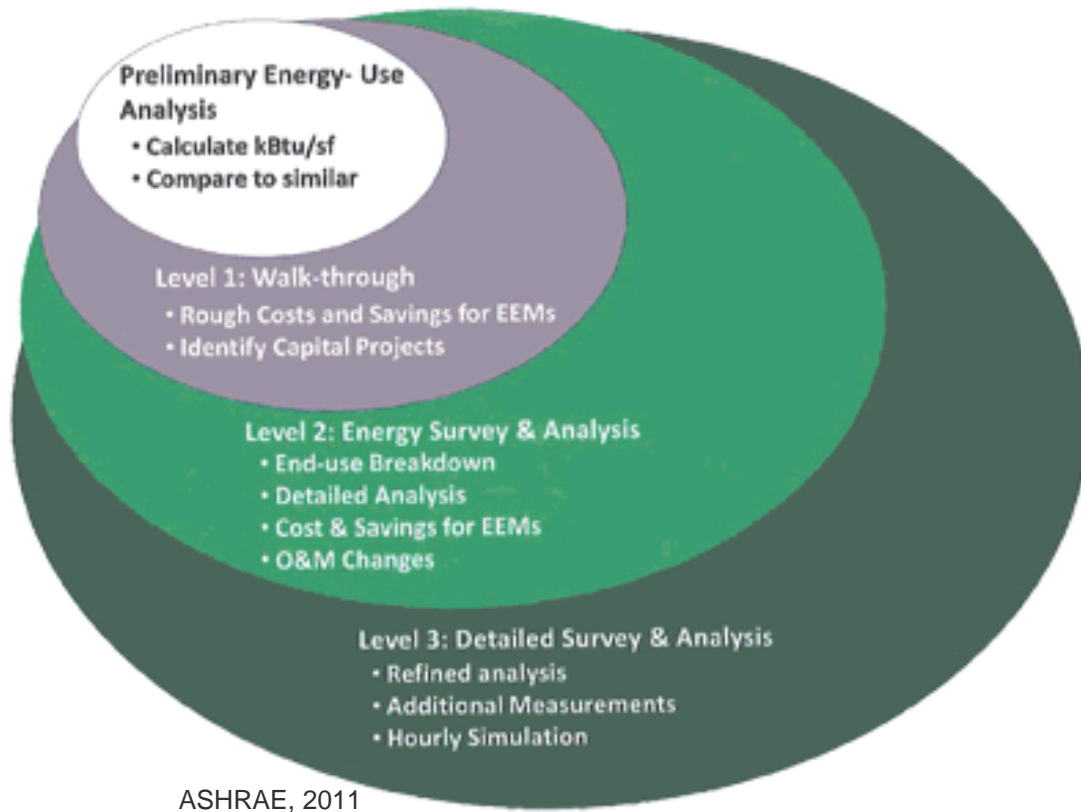 Preliminary Energy- Use
Analysis
• Calculate kBtu/sf
• Compare to similar
Level 1: Walk-through
• Rough Costs and Savings for EEMs
• Identify Capital Projects
Level 2: Energy Survey & Analysis
• End-use Breakdown
• Detailed Analysis
• Cost & Savings for EEMs
• O&M Changes
Level 3: Detailed Survey & Analysis
• Refined analysis
• Additional Measurements
• Hourly Simulation
ASHRAE, 2011